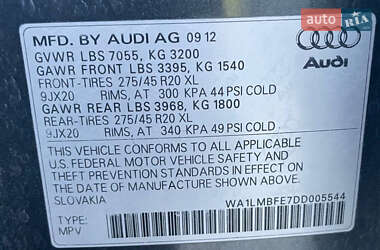 RIA.com
MFD. BY AUDI AG 09 12
GVWR LBS 7055, KG 3200
GAWR FRONT LBS 3395, KG 1540
FRONT-TIRES 275/45 R20 XL
9JX20 RIMS, AT 300 KPA 44 PSI COLD
GAWR REAR LBS 3968, KG 1800
REAR-TIRES 275/45 R20 XL
9JX20 RIMS, AT 340 KPA 49 PSI COLD
Audi
THIS VEHICLE CONFORMS TO ALL APPLICABLE
U.S. FEDERAL MOTOR VEHICLE SAFETY AND
THEFT PREVENTION STANDARDS IN EFFECT ON
THE DATE OF MANUFACTURE SHOWN ABOVE.
SLOVAKIA
WA1LMBFE7DD005544
TYPE:
MPV